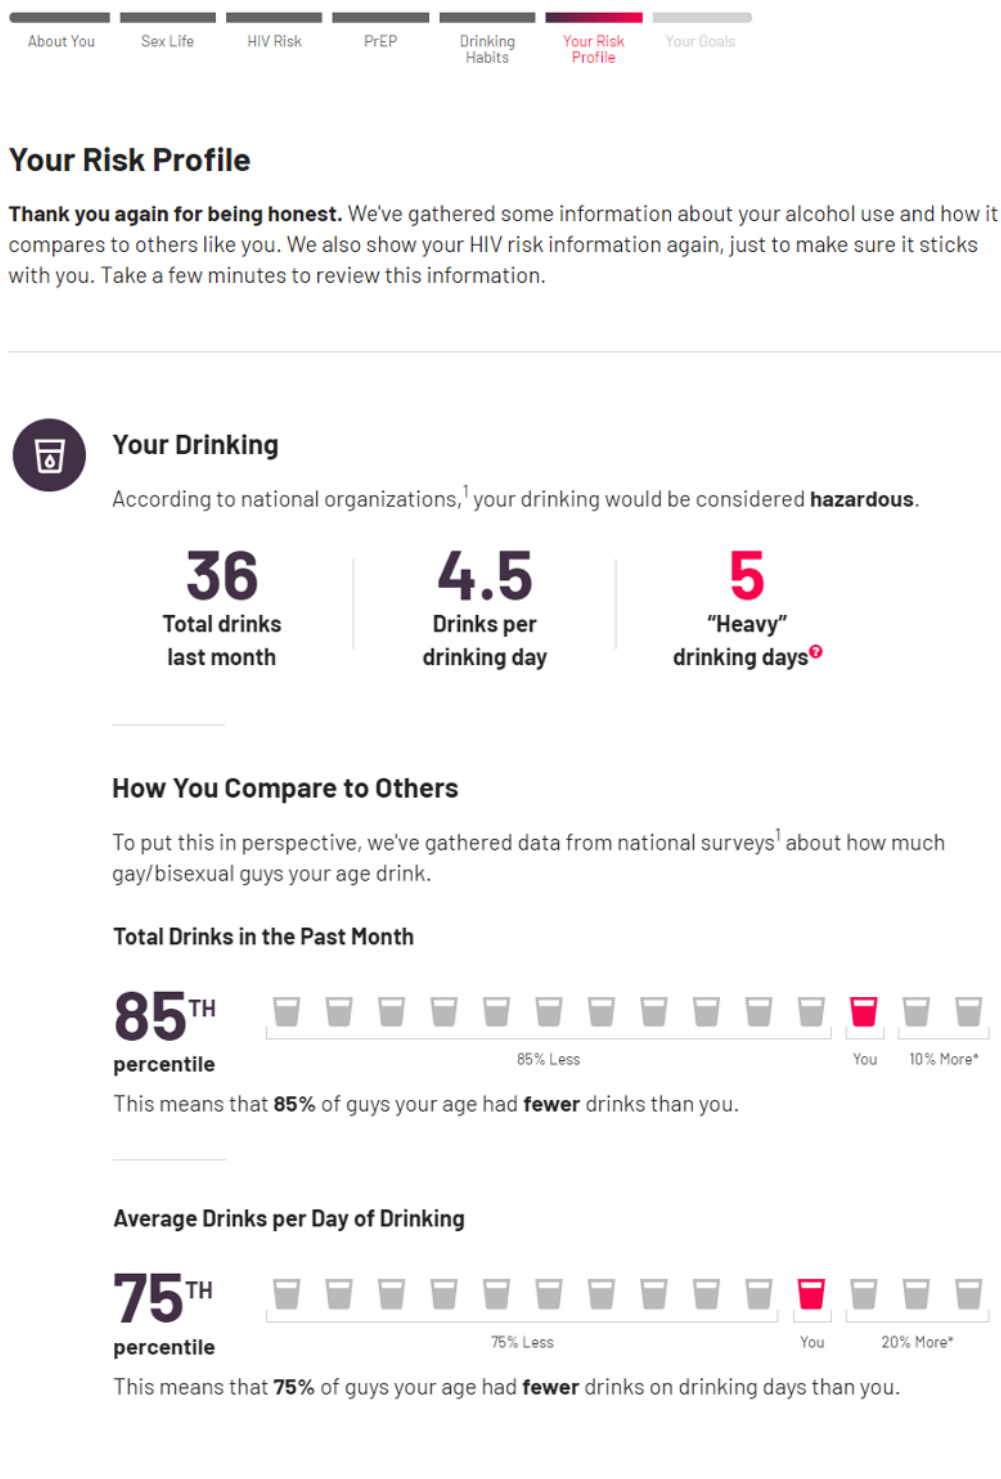 About You
Sex Life
HIV Risk
PrEP
Drinking
Habits
Your Risk
Profile
Your Goals
Your Risk Profile
Thank you again for being honest. We've gathered some information about your alcohol use and how it
compares to others like you. We also show your HIV risk information again, just to make sure it sticks
with you. Take a few minutes to review this information.
Your Drinking
According to national organizations,1 your drinking would be considered hazardous.
36
Total drinks
last month
4.5
Drinks per
drinking day
5
“Heavy”
drinking days?
How You Compare to Others
To put this in perspective, we've gathered data from national surveys1 about how much
gay/bisexual guys your age drink.
Total Drinks in the Past Month
85TH
percentile
85% Less
You
10% More*
This means that 85% of guys your age had fewer drinks than you.
Average Drinks per Day of Drinking
75TH
percentile
75% Less
You
20% More*
This means that 75% of guys your age had fewer drinks on drinking days than you.